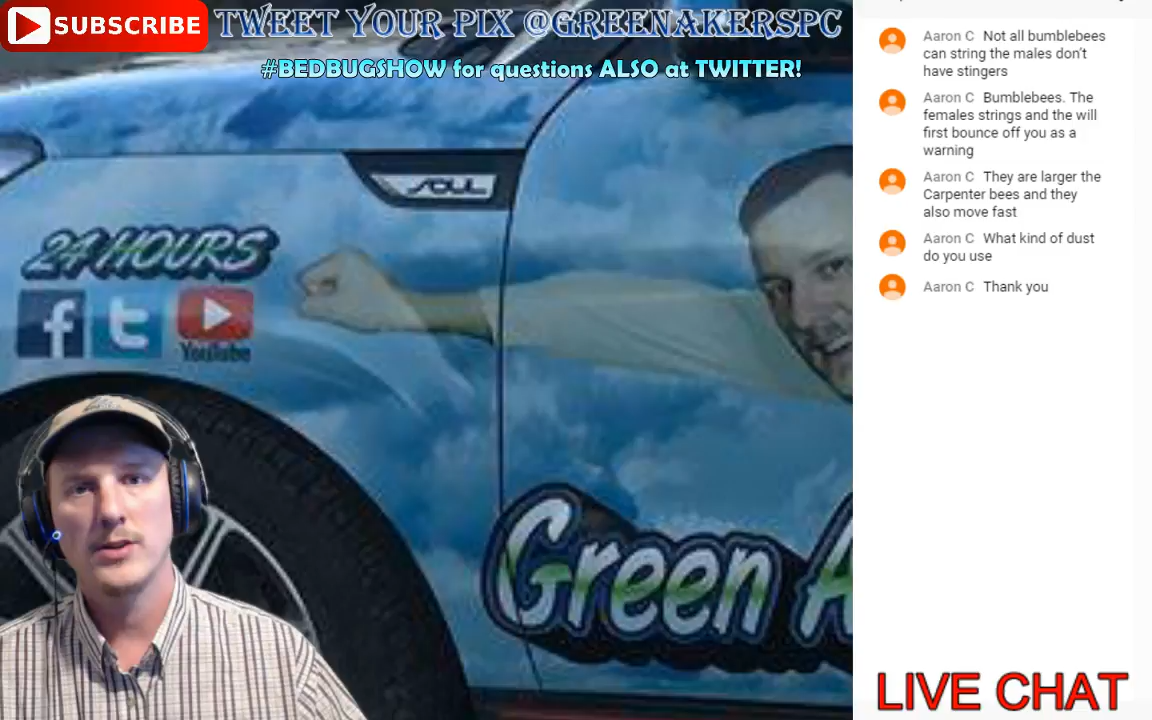 SUBSCRIBE
TWEET YOUR PIX @GREENAKERSPC
#BEDBUGSHOW for questions ALSO at TWITTER!
SOUL
24 HOURS
f
t
YouTube
Green A
Aaron C Not all bumblebees
can string the males don't
have stingers
Aaron C Bumblebees. The
females strings and the will
first bounce off you as a
warning
Aaron C They are larger the
Carpenter bees and they
also move fast
Aaron C What kind of dust
do you use
Aaron C Thank you
LIVE CHAT